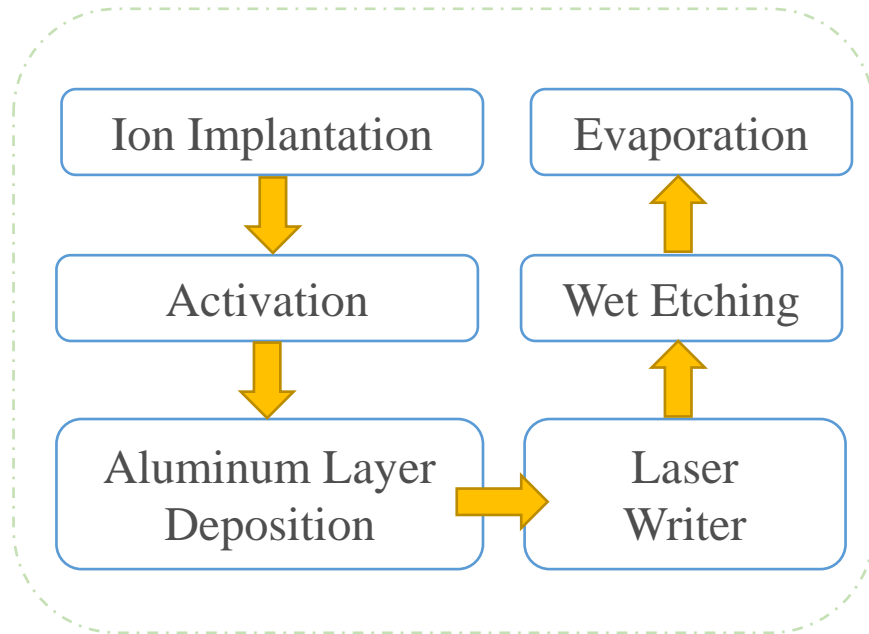 Ion Implantation
Activation
Aluminum Layer
Deposition
Laser
Writer
Wet Etching
Evaporation